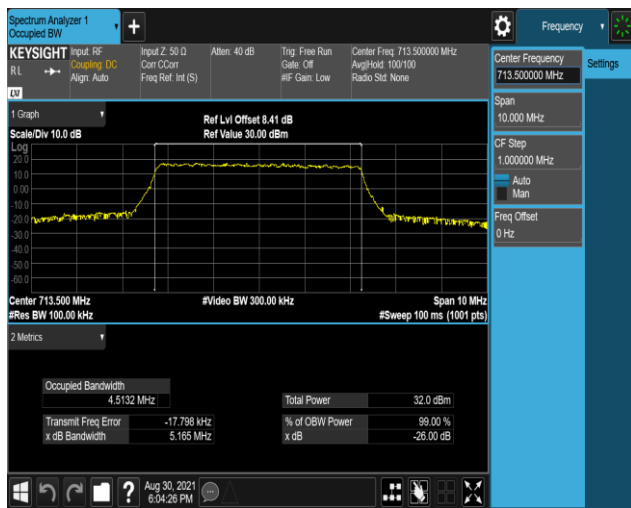 Spectrum Analyzer 1
Occupied BW
Frequency
KEYSIGHT
RL
LXI
Input: RF
Coupling: DC
Align: Auto
Input Z: 50 Ω
Corr CCorr
Freq Ref: Int (S)
Atten: 40 dB
Trig: Free Run
Gate: Off
#IF Gain: Low
Center Freq: 713.500000 MHz
Avg|Hold: 100/100
Radio Std: None
Center Frequency
713.500000 MHz
Settings
Span
10.000 MHz
CF Step
1.000000 MHz
Auto
Man
Freq Offset
0 Hz
1 Graph
Scale/Div 10.0 dB
Ref Lvl Offset 8.41 dB
Ref Value 30.00 dBm
Log
20.0
10.0
0.00
-10.0
-20.0
-30.0
-40.0
-50.0
-60.0
Center 713.500 MHz
#Video BW 300.00 kHz
Span 10 MHz
#Res BW 100.00 kHz
#Sweep 100 ms (1001 pts)
2 Metrics
Occupied Bandwidth
4.5132 MHz
Total Power 32.0 dBm
Transmit Freq Error -17.798 kHz
% of OBW Power 99.00 %
x dB Bandwidth 5.165 MHz
x dB -26.00 dB
?
Aug 30, 2021
6:04:26 PM